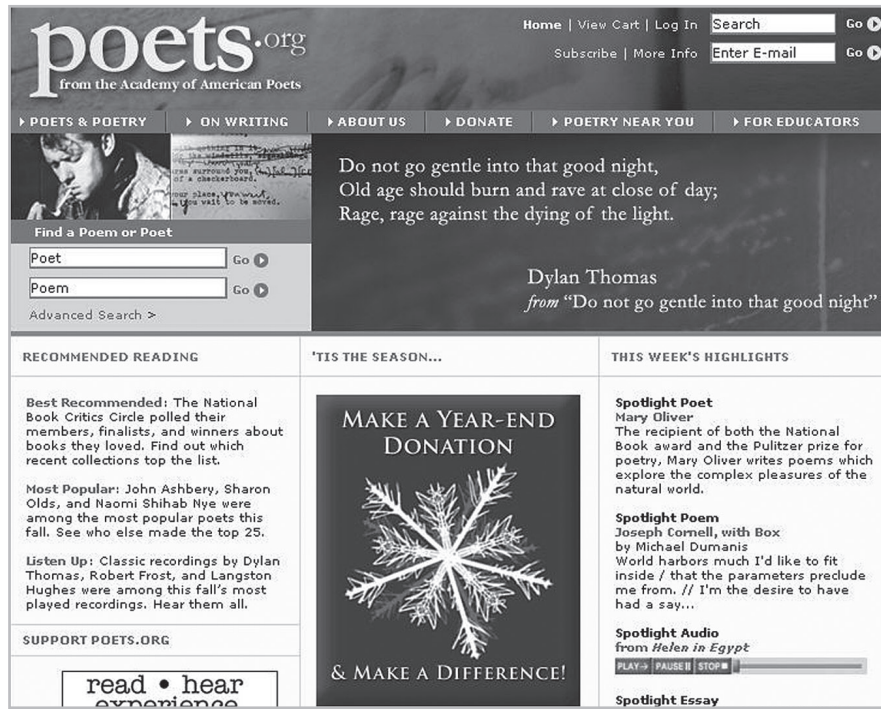 poets.org
from the Academy of American Poets
Home | View Cart | Log In
Search
Go
Subscribe | More Info
Enter E-mail
Go
POETS & POETRY
ON WRITING
ABOUT US
DONATE
POETRY NEAR YOU
FOR EDUCATORS
surround you,
of a checkerboard.
you wait to be moved.
Do not go gentle into that good night,
Old age should burn and rave at close of day;
Rage, rage against the dying of the light.
Dylan Thomas
from “Do not go gentle into that good night”
Find a Poem or Poet
Poet
Go
Poem
Go
Advanced Search >
RECOMMENDED READING
Best Recommended: The National
Book Critics Circle polled their
members, finalists, and winners about
books they loved. Find out which
recent collections top the list.
Most Popular: John Ashbery, Sharon
Olds, and Naomi Shihab Nye were
among the most popular poets this
fall. See who else made the top 25.
Listen Up: Classic recordings by Dylan
Thomas, Robert Frost, and Langston
Hughes were among this fall's most
played recordings. Hear them all.
SUPPORT POETS.ORG
read • hear
experience
'TIS THE SEASON...
MAKE A YEAR-END
DONATION
& MAKE A DIFFERENCE!
THIS WEEK'S HIGHLIGHTS
Spotlight Poet
Mary Oliver
The recipient of both the National
Book award and the Pulitzer prize for
poetry, Mary Oliver writes poems which
explore the complex pleasures of the
natural world.
Spotlight Poem
Joseph Cornell, with Box
by Michael Dumanis
World harbors much I'd like to fit
inside / that the parameters preclude
me from. // I'm the desire to have
had a say...
Spotlight Audio
from Helen in Egypt
PLAY PAUSE STOP
Spotlight Essay